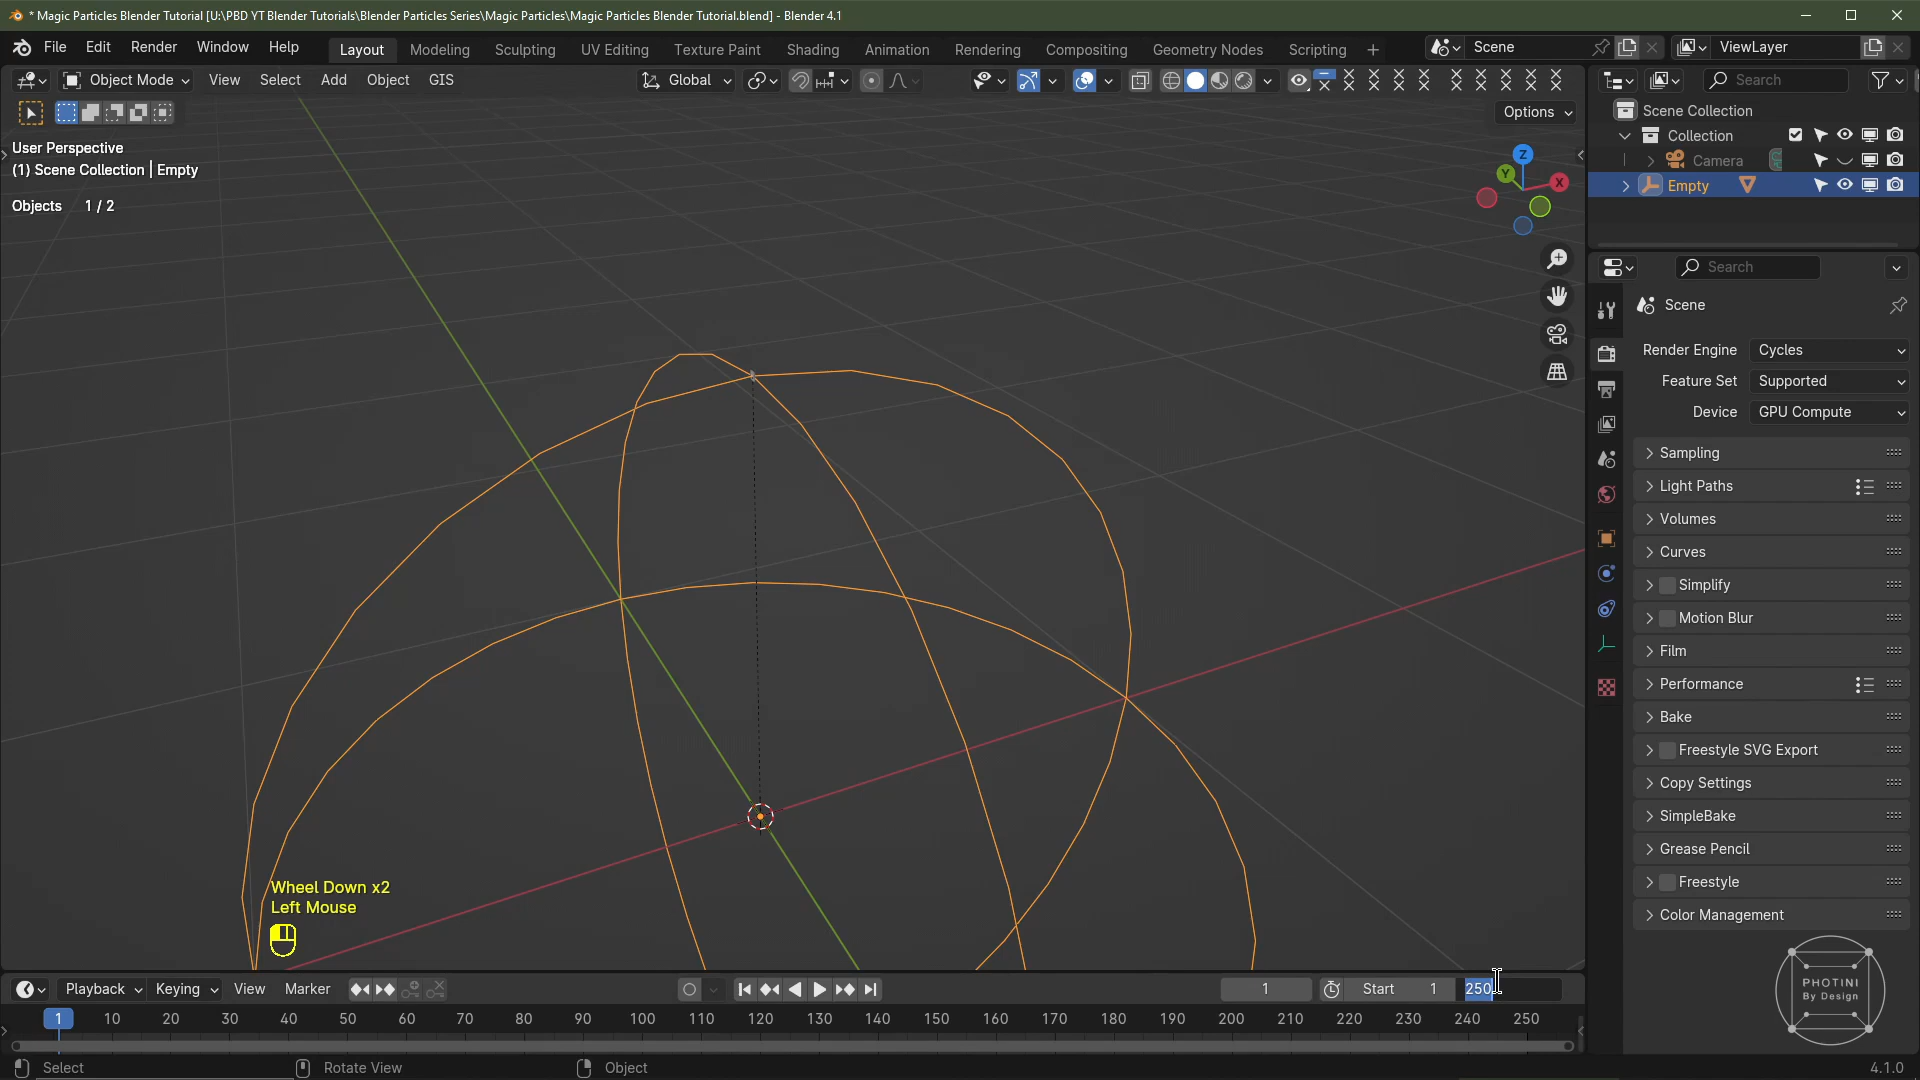 * Magic Particles Blender Tutorial [U:\PBD YT Blender Tutorials\Blender Particles Series\Magic Particles\Magic Particles Blender Tutorial.blend] - Blender 4.1
File Edit Render Window Help Layout Modeling Sculpting UV Editing Texture Paint Shading Animation Rendering Compositing Geometry Nodes Scripting + Scene ViewLayer
Object Mode View Select Add Object GIS Global Search
Options
User Perspective
(1) Scene Collection | Empty
Objects 1 / 2
Z
Y
X
Scene Collection
Collection
Camera
Empty
Search
Scene
Render Engine Cycles
Feature Set Supported
Device GPU Compute
Sampling
Light Paths
Volumes
Curves
Simplify
Motion Blur
Film
Performance
Bake
Freestyle SVG Export
Copy Settings
SimpleBake
Grease Pencil
Freestyle
Color Management
Wheel Down x2
Left Mouse
PHOTINI
By Design
Playback Keying View Marker 1 Start 1 250
1 10 20 30 40 50 60 70 80 90 100 110 120 130 140 150 160 170 180 190 200 210 220 230 240 250
Select Rotate View Object 4.1.0